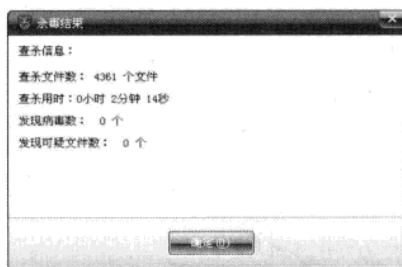 杀毒结果
查杀信息：
查杀文件数： 4361 个文件
查杀用时：0小时 2分钟 14秒
发现病毒数： 0 个
发现可疑文件数： 0 个